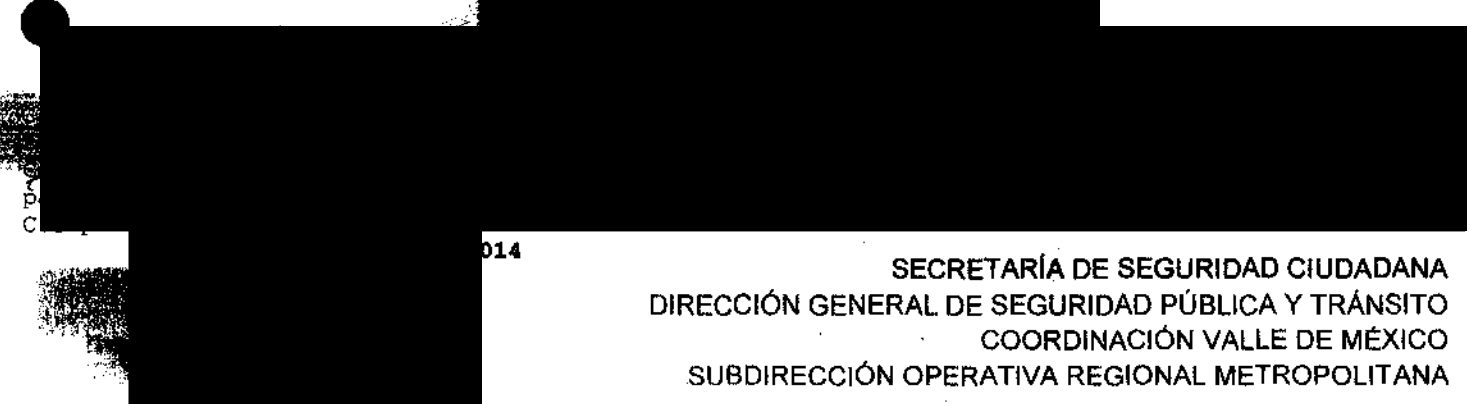 014
SECRETARÍA DE SEGURIDAD CIUDADANA
DIRECCIÓN GENERAL DE SEGURIDAD PÚBLICA Y TRÁNSITO
COORDINACIÓN VALLE DE MÉXICO
SUBDIRECCIÓN OPERATIVA REGIONAL METROPOLITANA